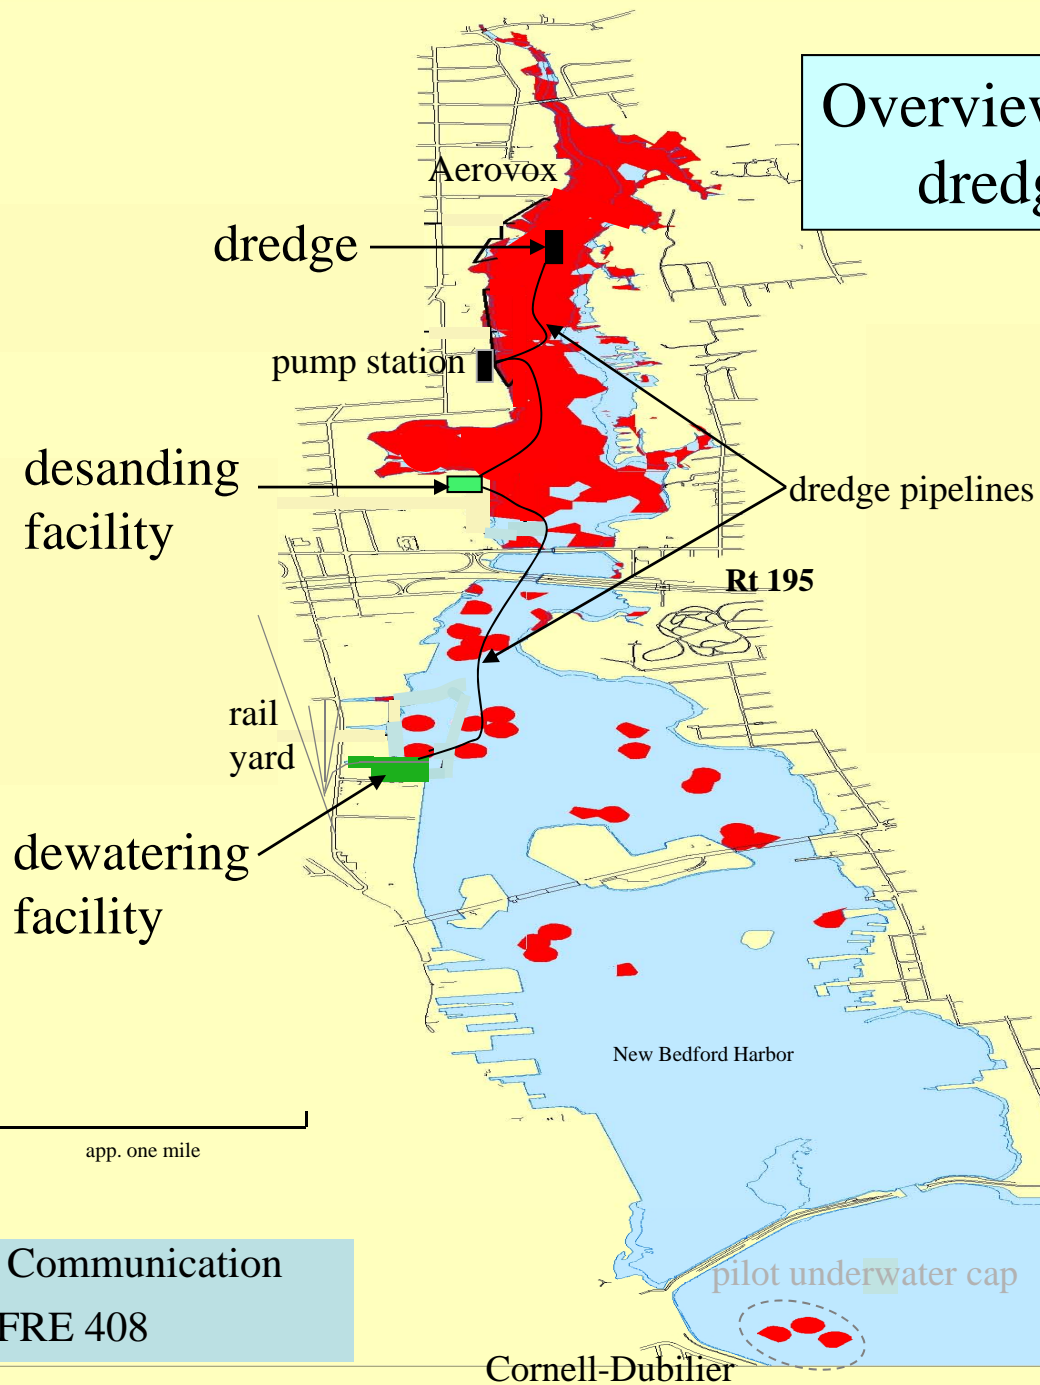 Overview
dredg
Aerovox
dredge
pump station
desanding
facility
dredge pipelines
Rt 195
rail
yard
dewatering
facility
New Bedford Harbor
app. one mile
Communication
FRE 408
pilot underwater cap
Cornell-Dubilier